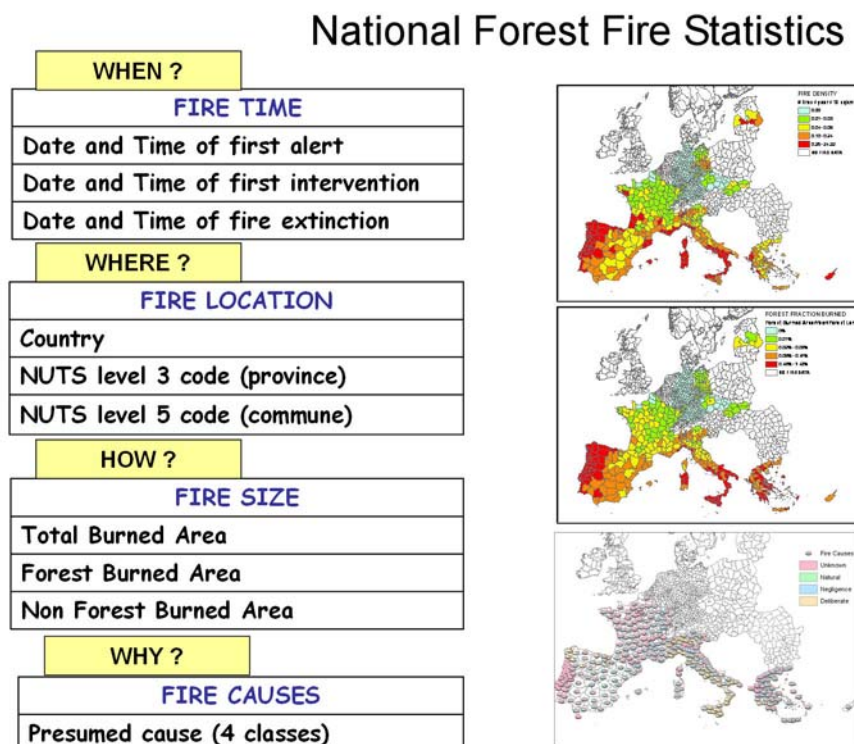 National Forest Fire Statistics
WHEN ?
FIRE TIME
Date and Time of first alert
Date and Time of first intervention
Date and Time of fire extinction
WHERE ?
FIRE LOCATION
Country
NUTS level 3 code (province)
NUTS level 5 code (commune)
HOW ?
FIRE SIZE
Total Burned Area
Forest Burned Area
Non Forest Burned Area
WHY ?
FIRE CAUSES
Presumed cause (4 classes)
FIRE DENSITY
FOREST FRACTION BURNED
Fire Causes
Unknown
Natural
Negligence
Deliberate